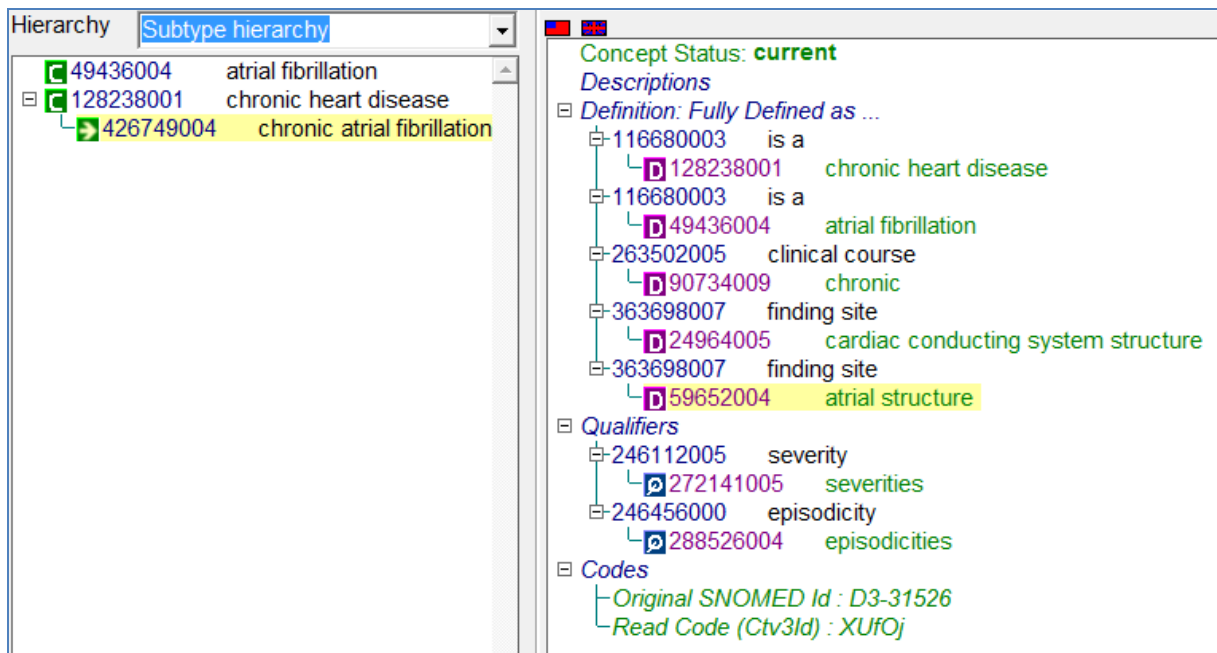 Hierarchy Subtype hierarchy
C 49436004 atrial fibrillation
C 128238001 chronic heart disease
426749004 chronic atrial fibrillation
Concept Status: current
Descriptions
Definition: Fully Defined as ...
116680003 is a
D 128238001 chronic heart disease
116680003 is a
D 49436004 atrial fibrillation
263502005 clinical course
D 90734009 chronic
363698007 finding site
D 24964005 cardiac conducting system structure
363698007 finding site
D 59652004 atrial structure
Qualifiers
246112005 severity
272141005 severities
246456000 episodicity
288526004 episodicities
Codes
Original SNOMED Id : D3-31526
Read Code (Ctv3Id) : XUfOj